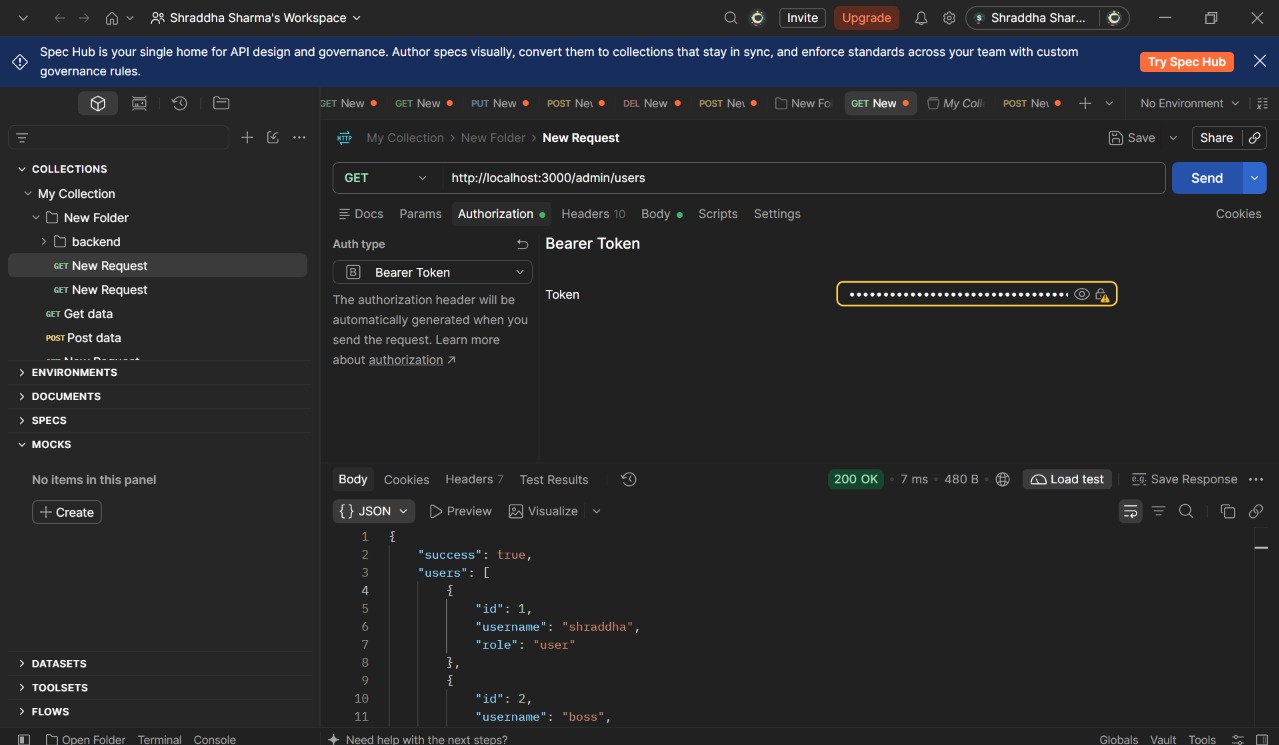 Shraddha Sharma's Workspace
Invite
Upgrade
Shraddha Shar...
Spec Hub is your single home for API design and governance. Author specs visually, convert them to collections that stay in sync, and enforce standards across your team with custom
governance rules.
Try Spec Hub
GET New
GET New
PUT New
POST Nev
DEL New
POST Nev
New Fo
GET New
My Coll
POST Nev
No Environment
HTTP
My Collection > New Folder > New Request
Save
Share
COLLECTIONS
My Collection
New Folder
backend
GET New Request
GET New Request
GET Get data
POST Post data
ENVIRONMENTS
DOCUMENTS
SPECS
MOCKS
No items in this panel
+ Create
DATASETS
TOOLSETS
FLOWS
GET
http://localhost:3000/admin/users
Send
Docs
Params
Authorization
Headers 10
Body
Scripts
Settings
Cookies
Auth type
B Bearer Token
The authorization header will be
automatically generated when you
send the request. Learn more
about authorization ↗
Bearer Token
Token
Body
Cookies
Headers 7
Test Results
200 OK
7 ms
480 B
Load test
e.g. Save Response
{} JSON
Preview
Visualize
1 {
2 "success": true,
3 "users": [
4 {
5 "id": 1,
6 "username": "shraddha",
7 "role": "user"
8 },
9 {
10 "id": 2,
11 "username": "boss",
Open Folder
Terminal
Console
Need help with the next steps?
Globals
Vault
Tools